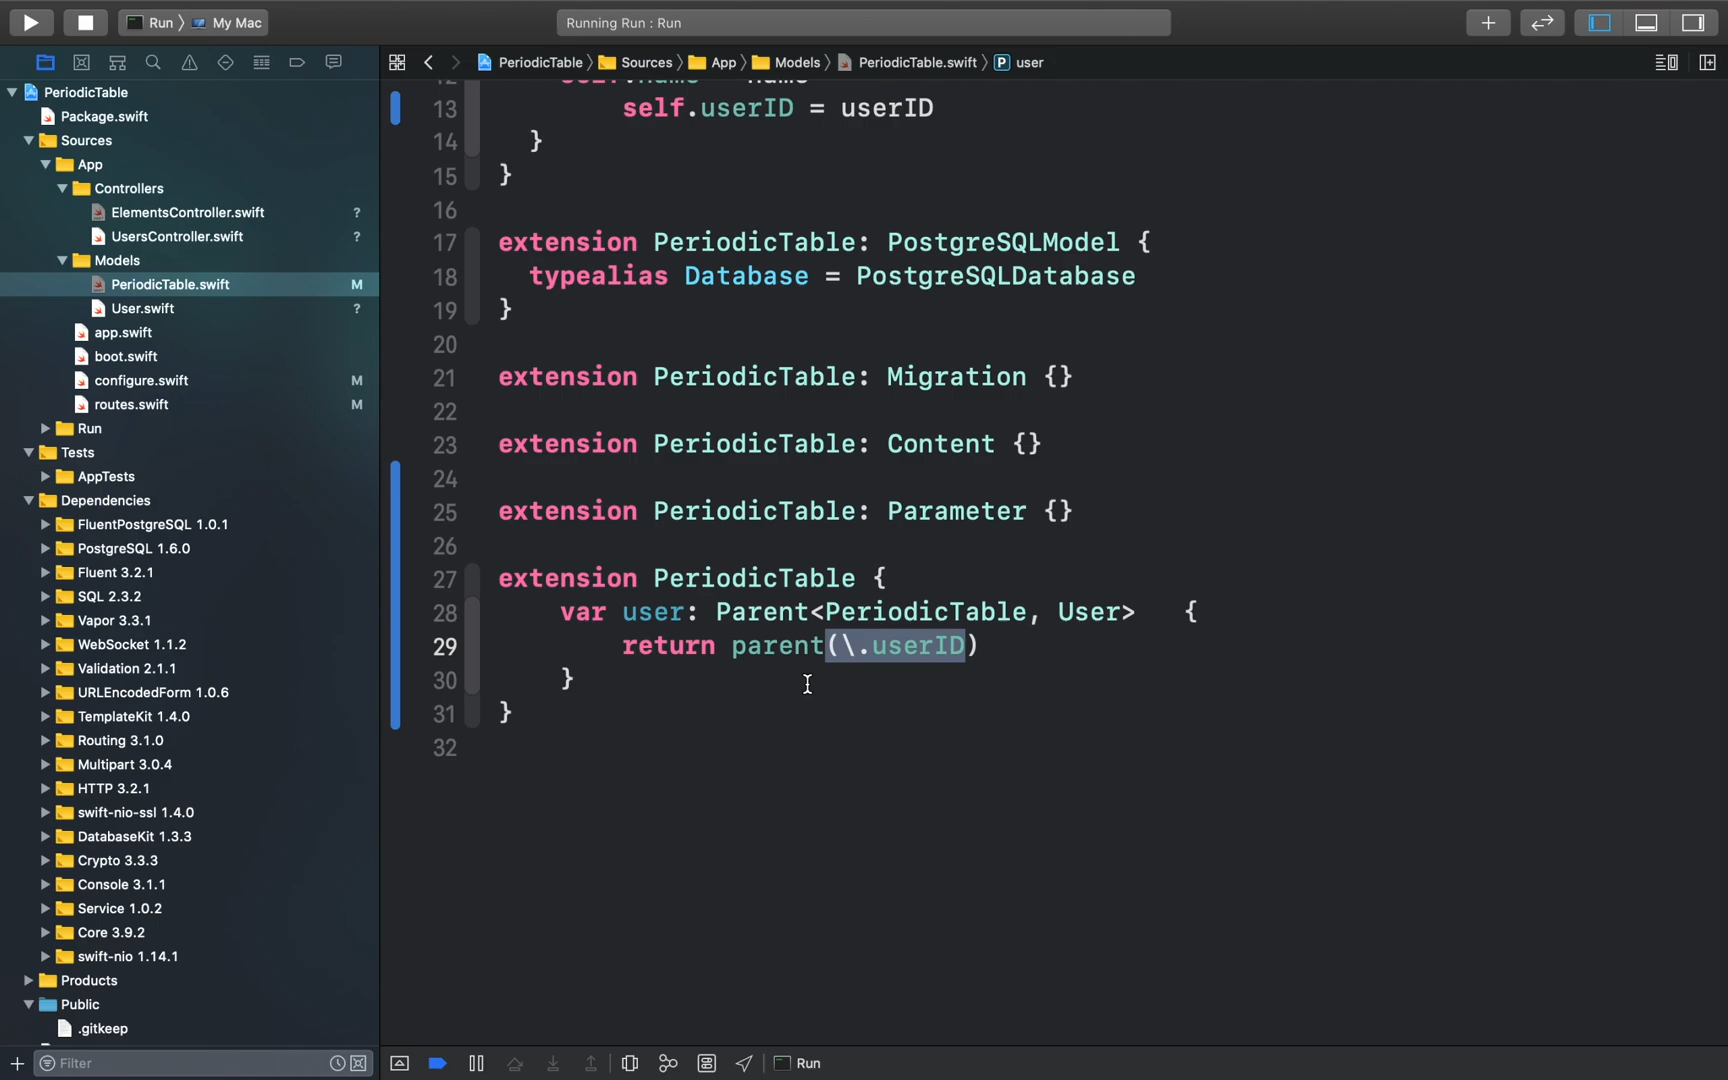 Run 〉 My Mac
Running Run : Run
PeriodicTable 〉 Sources 〉 App 〉 Models 〉 PeriodicTable.swift 〉 P user
PeriodicTable
Package.swift
Sources
App
Controllers
ElementsController.swift ?
UsersController.swift ?
Models
PeriodicTable.swift M
User.swift ?
app.swift
boot.swift
configure.swift M
routes.swift M
Run
Tests
AppTests
Dependencies
FluentPostgreSQL 1.0.1
PostgreSQL 1.6.0
Fluent 3.2.1
SQL 2.3.2
Vapor 3.3.1
WebSocket 1.1.2
Validation 2.1.1
URLEncodedForm 1.0.6
TemplateKit 1.4.0
Routing 3.1.0
Multipart 3.0.4
HTTP 3.2.1
swift-nio-ssl 1.4.0
DatabaseKit 1.3.3
Crypto 3.3.3
Console 3.1.1
Service 1.0.2
Core 3.9.2
swift-nio 1.14.1
Products
Public
.gitkeep
Filter
12 self.name = name
13 self.userID = userID
14 }
15 }
16
17 extension PeriodicTable: PostgreSQLModel {
18 typealias Database = PostgreSQLDatabase
19 }
20
21 extension PeriodicTable: Migration {}
22
23 extension PeriodicTable: Content {}
24
25 extension PeriodicTable: Parameter {}
26
27 extension PeriodicTable {
28 var user: Parent<PeriodicTable, User> {
29 return parent(\.userID)
30 }
31 }
32
Run